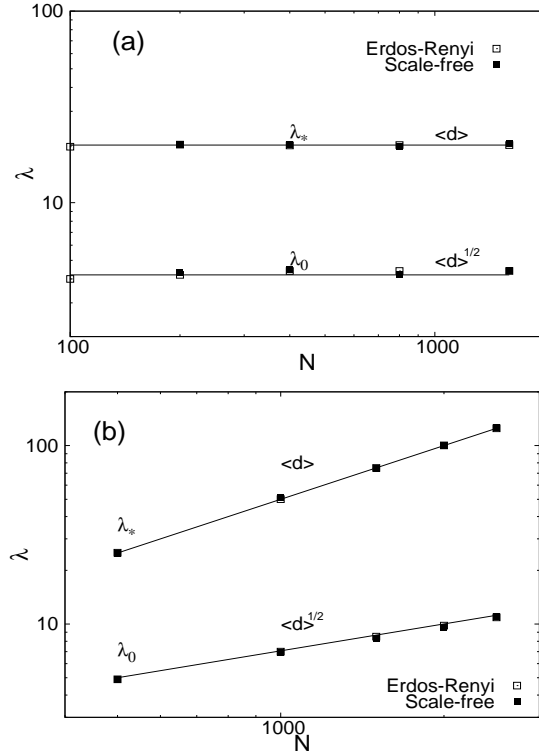 100
(a)
Erdos-Renyi
Scale-free
λ* <d>
λ
10
λ0 <d>1/2
100 1000
N
(b)
<d>
100
λ*
λ
<d>1/2
10
λ0
Erdos-Renyi
Scale-free
1000
N